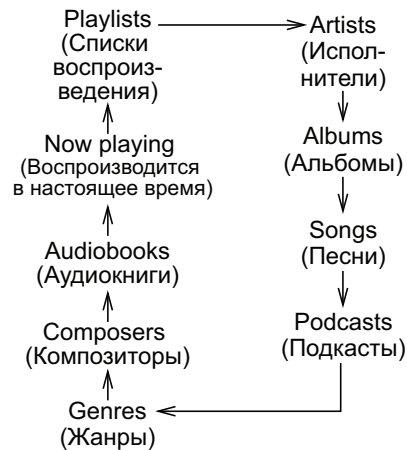 Playlists
(Списки
воспроиз-
ведения)
Artists
(Испол-
нители)
Albums
(Альбомы)
Songs
(Песни)
Podcasts
(Подкасты)
Genres
(Жанры)
Composers
(Композиторы)
Audiobooks
(Аудиокниги)
Now playing
(Воспроизводится
в настоящее время)